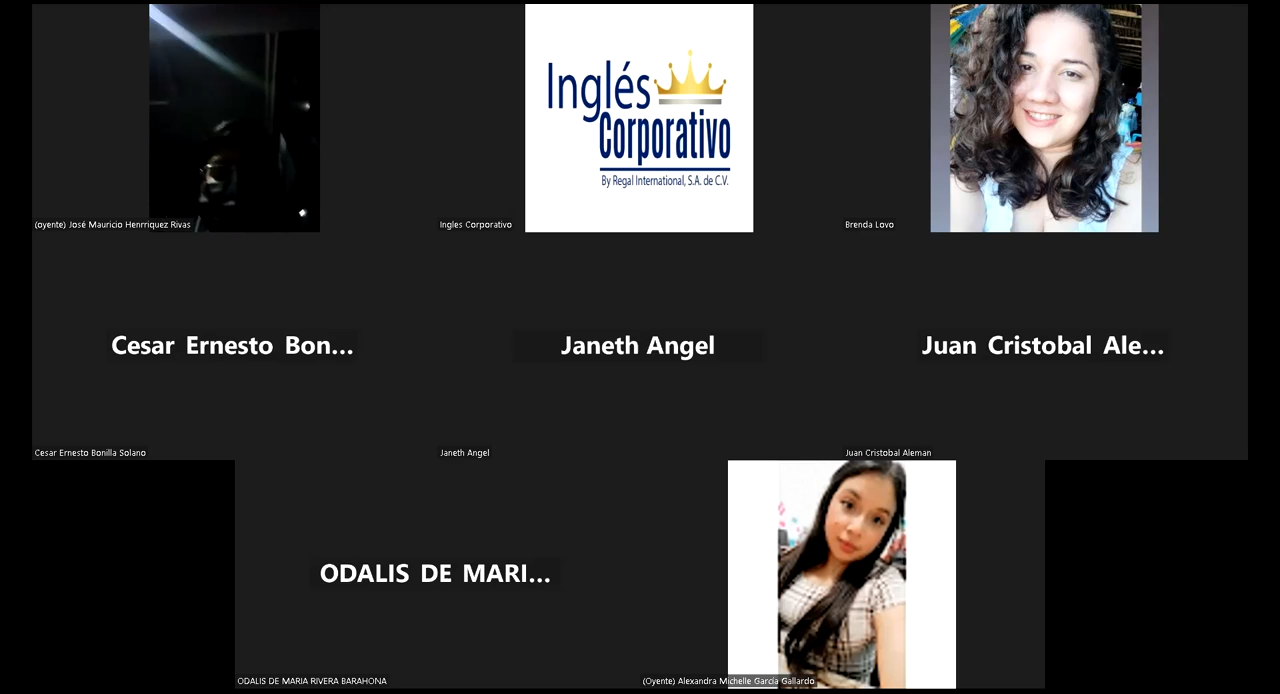 Inglés
Corporativo
By Regal International, S.A. de C.V.
(oyente) José Mauricio Henrriquez Rivas
Ingles Corporativo
Brenda Lovo
Cesar Ernesto Bon...
Janeth Angel
Juan Cristobal Ale...
Cesar Ernesto Bonilla Solano
Janeth Angel
Juan Cristobal Aleman
ODALIS DE MARI...
ODALIS DE MARIA RIVERA BARAHONA
(Oyente) Alexandra Michelle García Gallardo